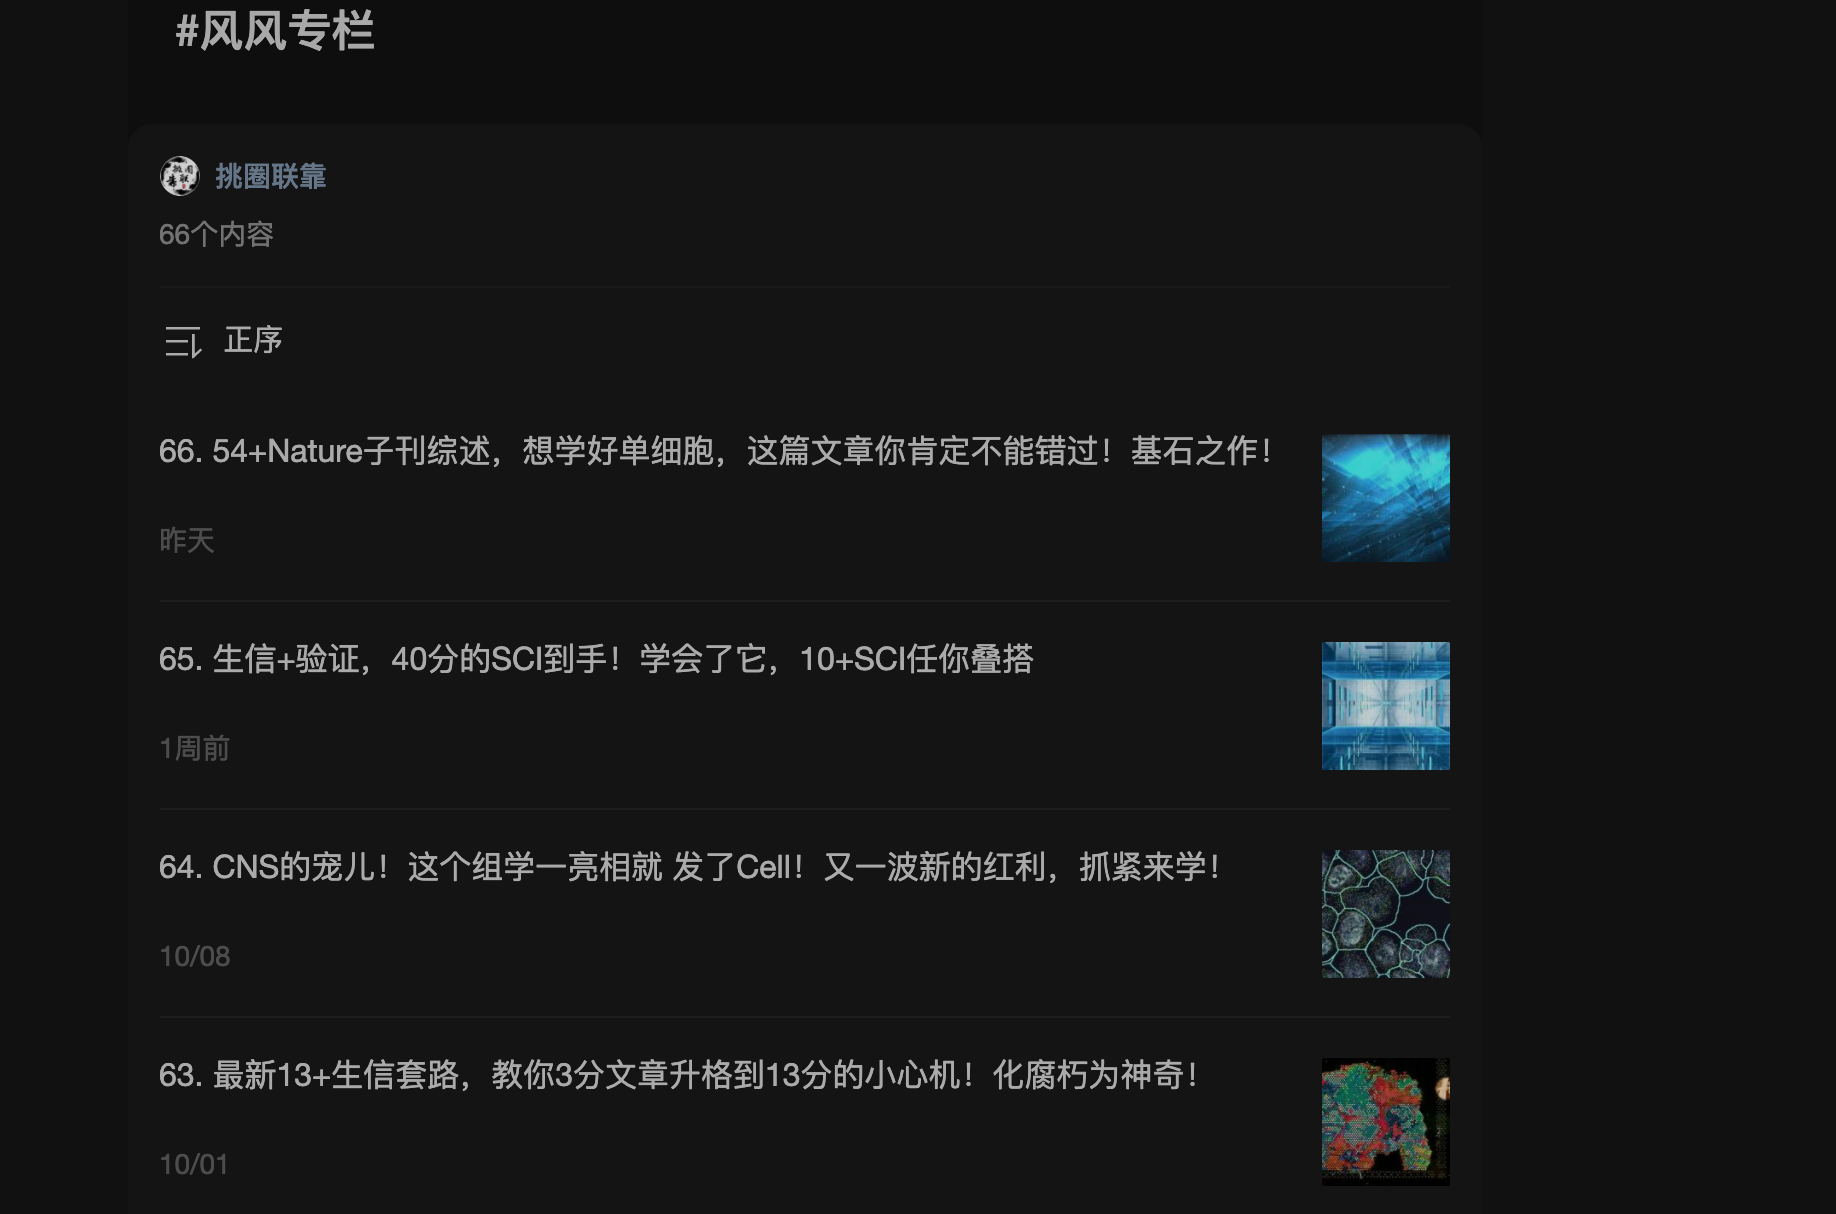 #风风专栏
挑圈联靠
66个内容
正序
66. 54+Nature子刊综述，想学好单细胞，这篇文章你肯定不能错过！基石之作！
昨天
65. 生信+验证，40分的SCI到手！学会了它，10+SCI任你叠搭
1周前
64. CNS的宠儿！这个组学一亮相就 发了Cell！又一波新的红利，抓紧来学！
10/08
63. 最新13+生信套路，教你3分文章升格到13分的小心机！化腐朽为神奇！
10/01